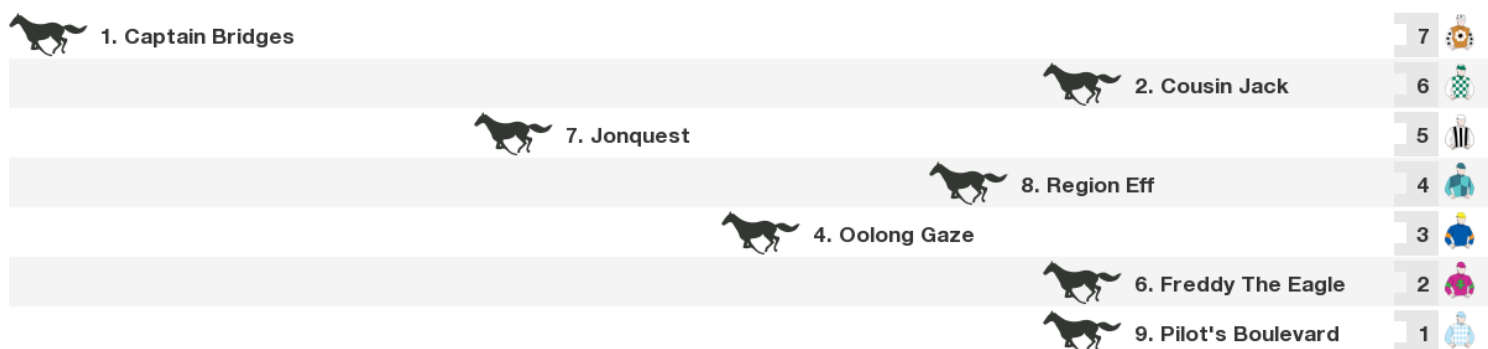 1. Captain Bridges 7
2. Cousin Jack 6
7. Jonquest 5
8. Region Eff 4
4. Oolong Gaze 3
6. Freddy The Eagle 2
9. Pilot's Boulevard 1